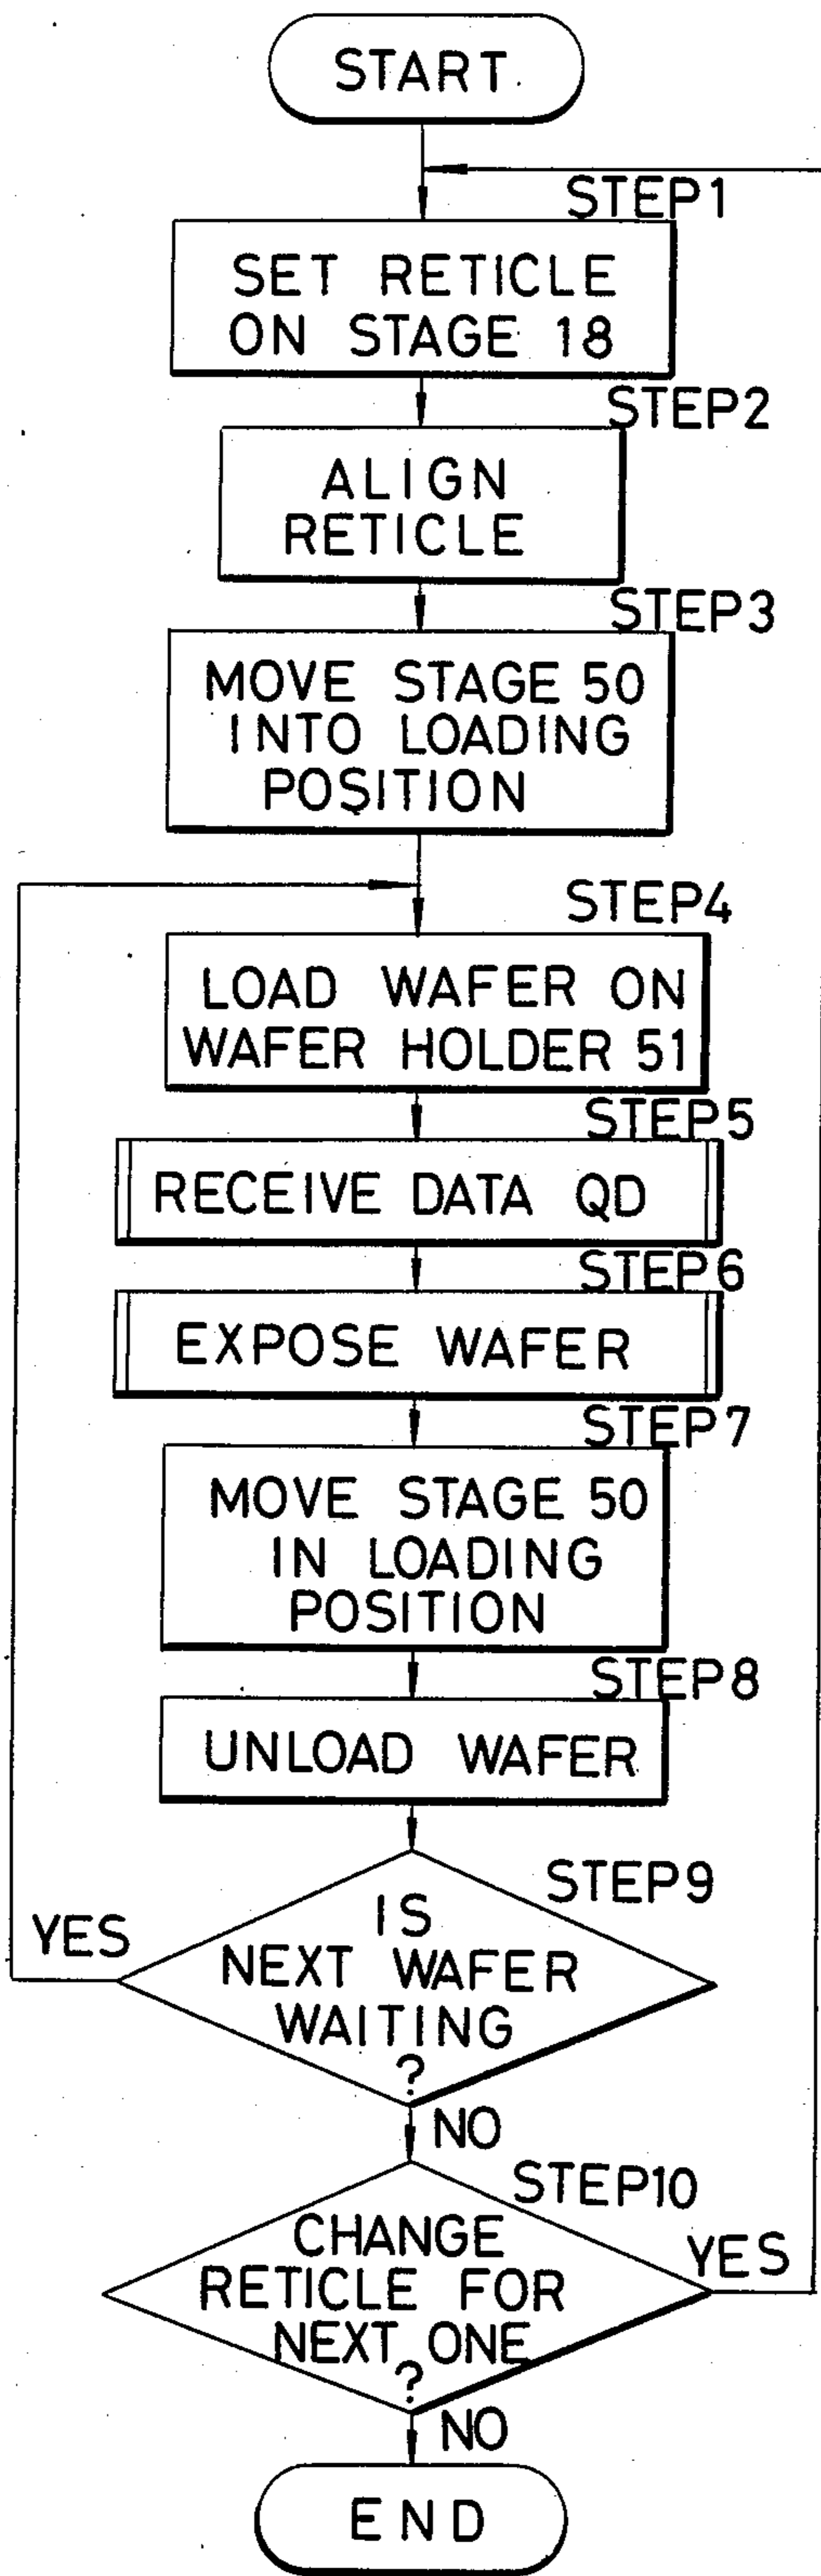 START
STEP1
SET RETICLE
ON STAGE 18
STEP2
ALIGN
RETICLE
STEP3
MOVE STAGE 50
INTO LOADING
POSITION
STEP4
LOAD WAFER ON
WAFER HOLDER 51
STEP5
RECEIVE DATA QD
STEP6
EXPOSE WAFER
STEP7
MOVE STAGE 50
IN LOADING
POSITION
STEP8
UNLOAD WAFER
STEP9
IS
NEXT WAFER
WAITING
?
YES
NO
STEP10
CHANGE
RETICLE FOR
NEXT ONE
?
YES
NO
END